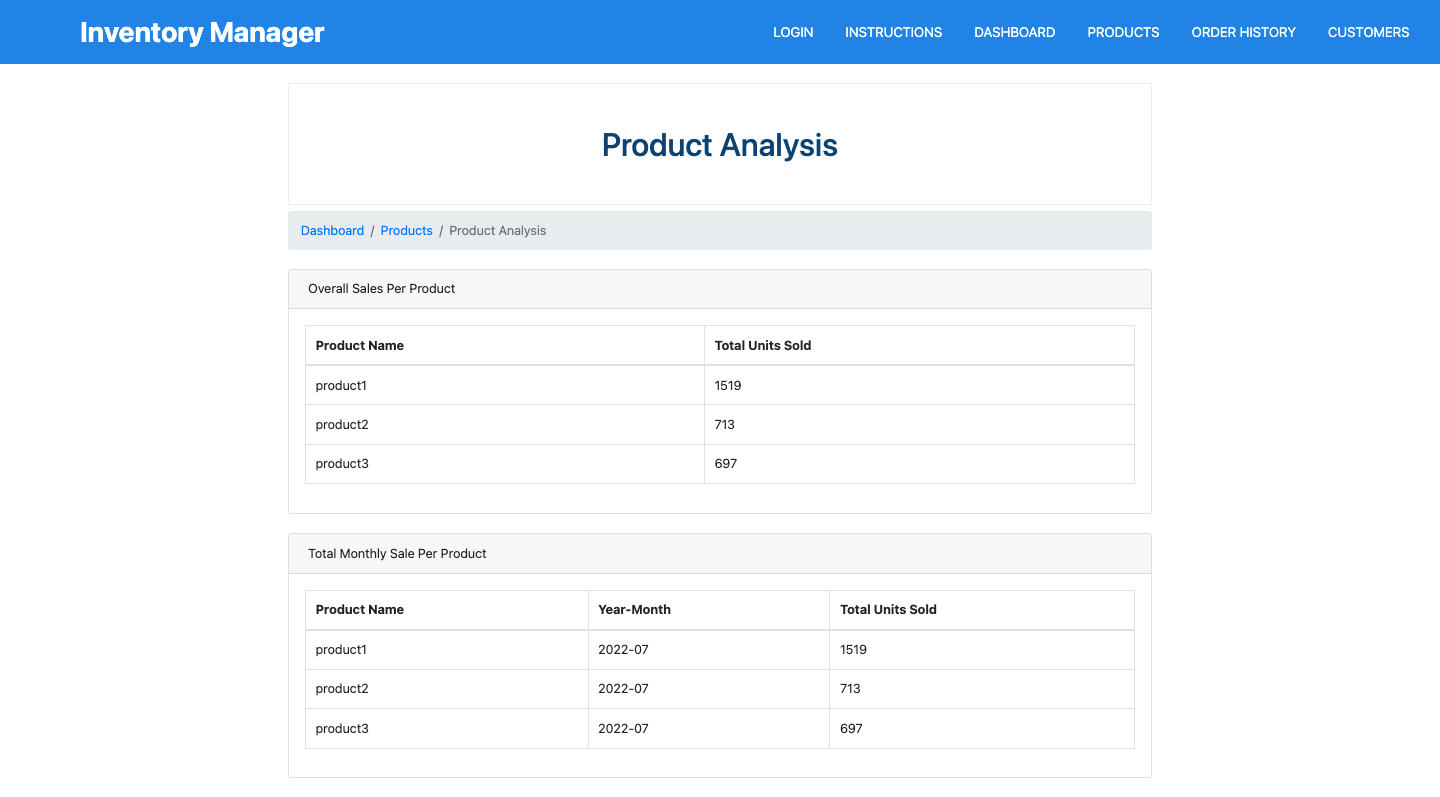 Inventory Manager LOGIN INSTRUCTIONS DASHBOARD PRODUCTS ORDER HISTORY CUSTOMERS
Product Analysis
Dashboard / Products / Product Analysis
Overall Sales Per Product
Product Name Total Units Sold
product1 1519
product2 713
product3 697
Total Monthly Sale Per Product
Product Name Year-Month Total Units Sold
product1 2022-07 1519
product2 2022-07 713
product3 2022-07 697